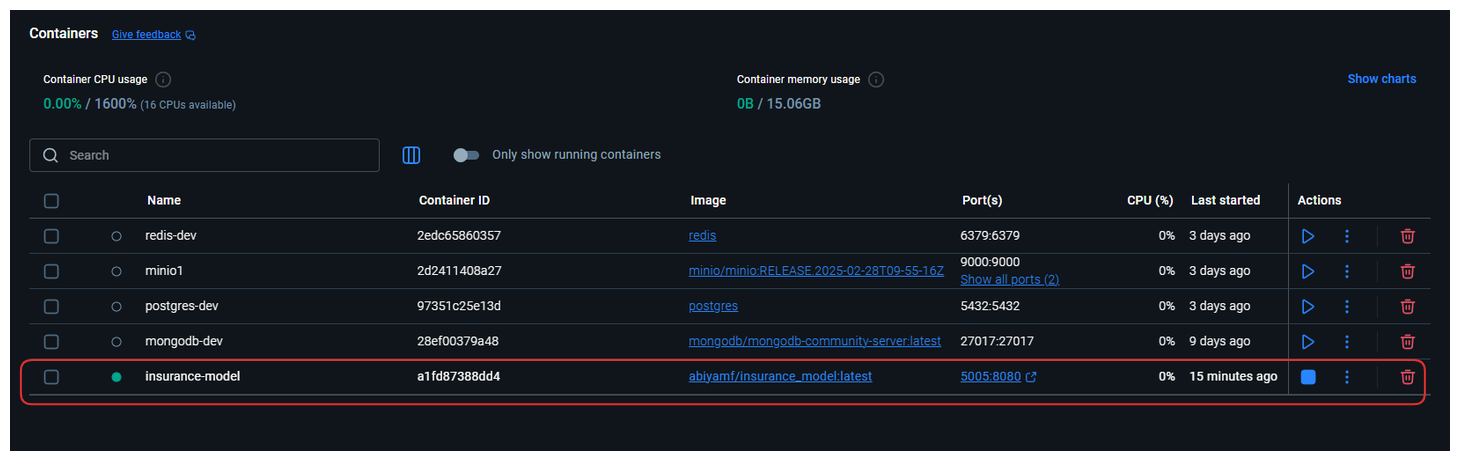 Containers Give feedback
Container CPU usage Container memory usage Show charts
0.00% / 1600% (16 CPUs available) 0B / 15.06GB
Search Only show running containers
Name Container ID Image Port(s) CPU (%) Last started Actions
redis-dev 2edc65860357 redis 6379:6379 0% 3 days ago
minio1 2d2411408a27 minio/minio:RELEASE.2025-02-28T09-55-16Z 9000:9000 0% 3 days ago
Show all ports (2)
postgres-dev 97351c25e13d postgres 5432:5432 0% 3 days ago
mongodb-dev 28ef00379a48 mongodb/mongodb-community-server:latest 27017:27017 0% 9 days ago
insurance-model a1fd87388dd4 abiyamf/insurance_model:latest 5005:8080 0% 15 minutes ago